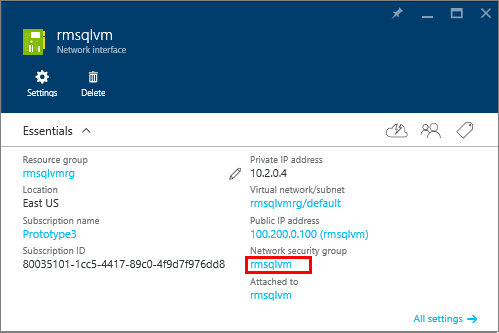 rmsqlvm
Network interface
Settings
Delete
Essentials
Resource group
rmsqlvmrg
Location
East US
Subscription name
Prototype3
Subscription ID
80035101-1cc5-4417-89c0-4f9d7f976dd8
Private IP address
10.2.0.4
Virtual network/subnet
rmsqlvmrg/default
Public IP address
100.200.0.100 (rmsqlvm)
Network security group
rmsqlvm
Attached to
rmsqlvm
All settings →